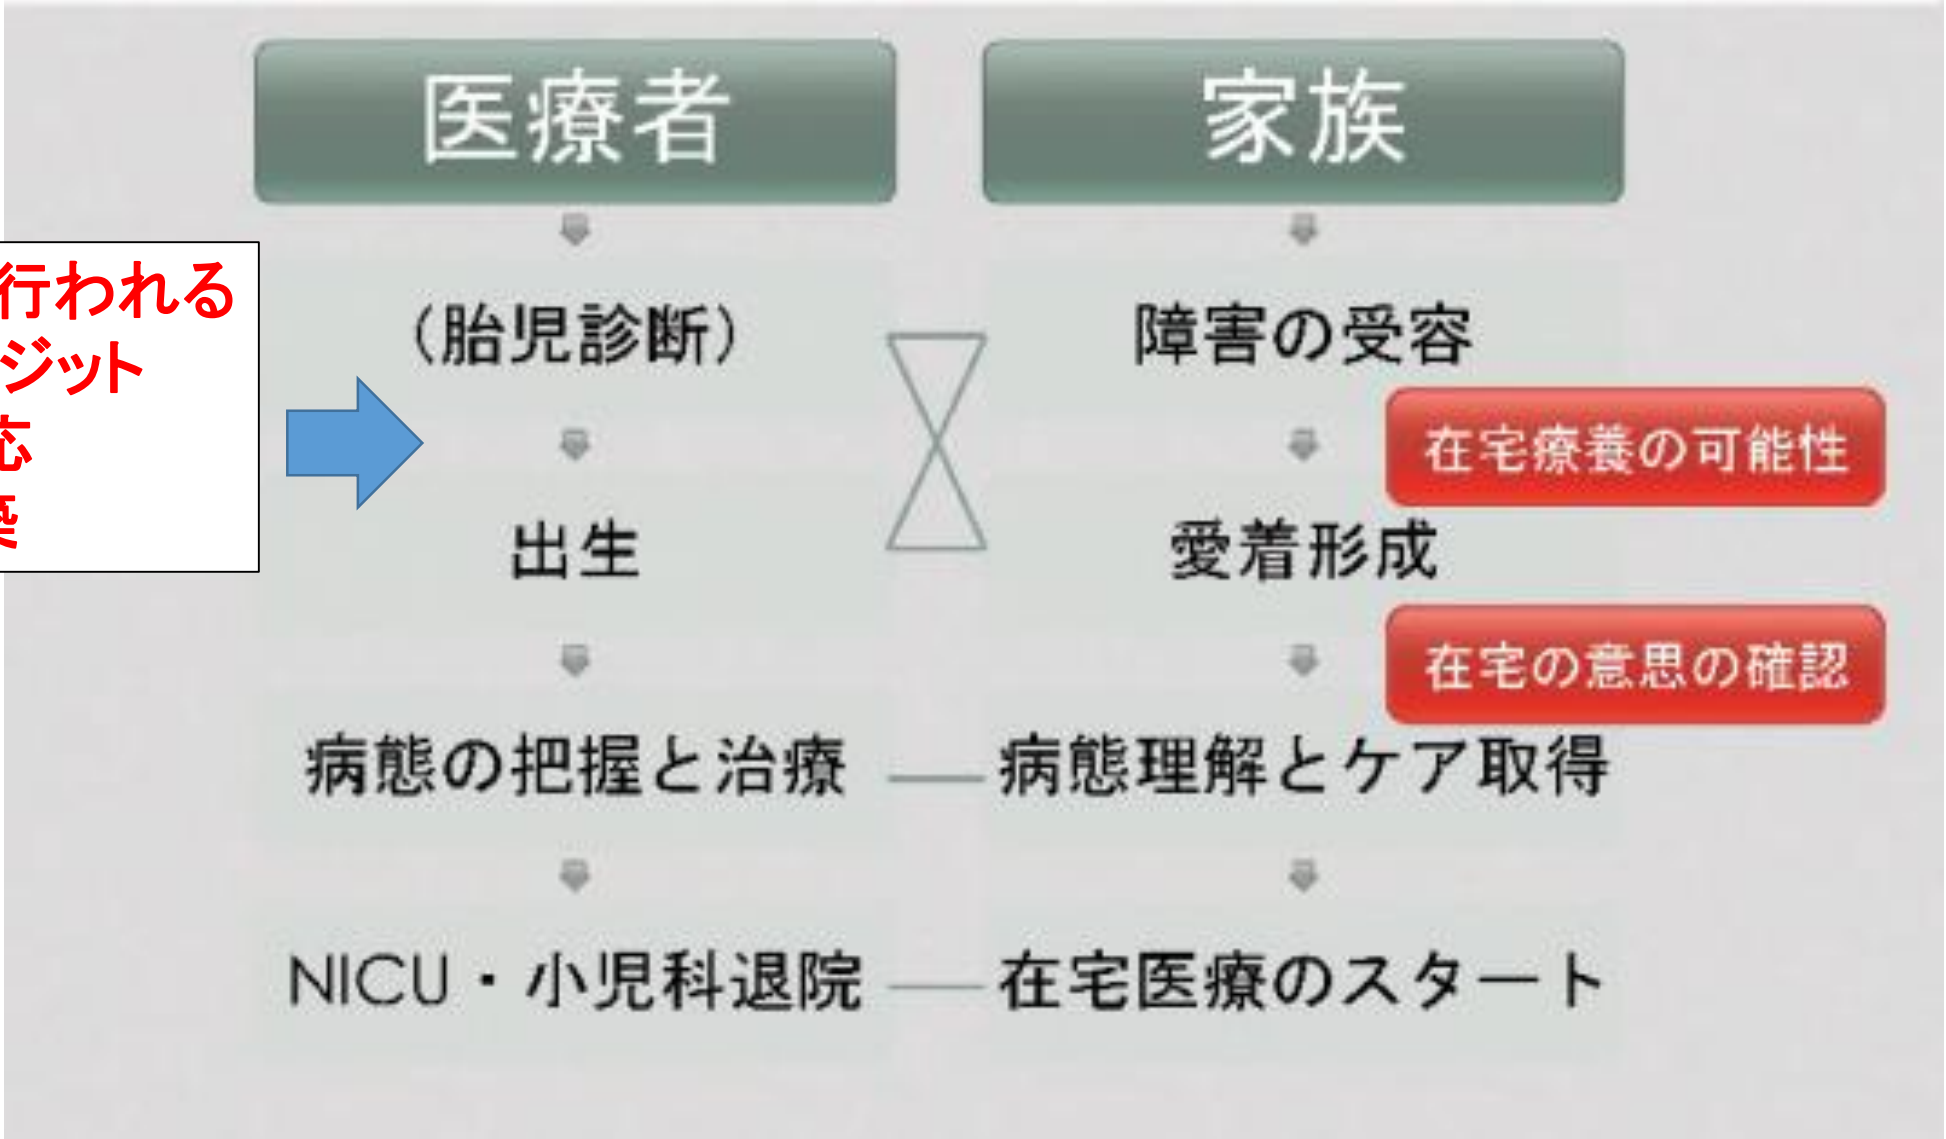 医療者
家族
行われる
ジット
応
築
(胎児診断)
障害の受容
在宅療養の可能性
出生
愛着形成
在宅の意思の確認
病態の把握と治療
病態理解とケア取得
NICU・小児科退院
在宅医療のスタート